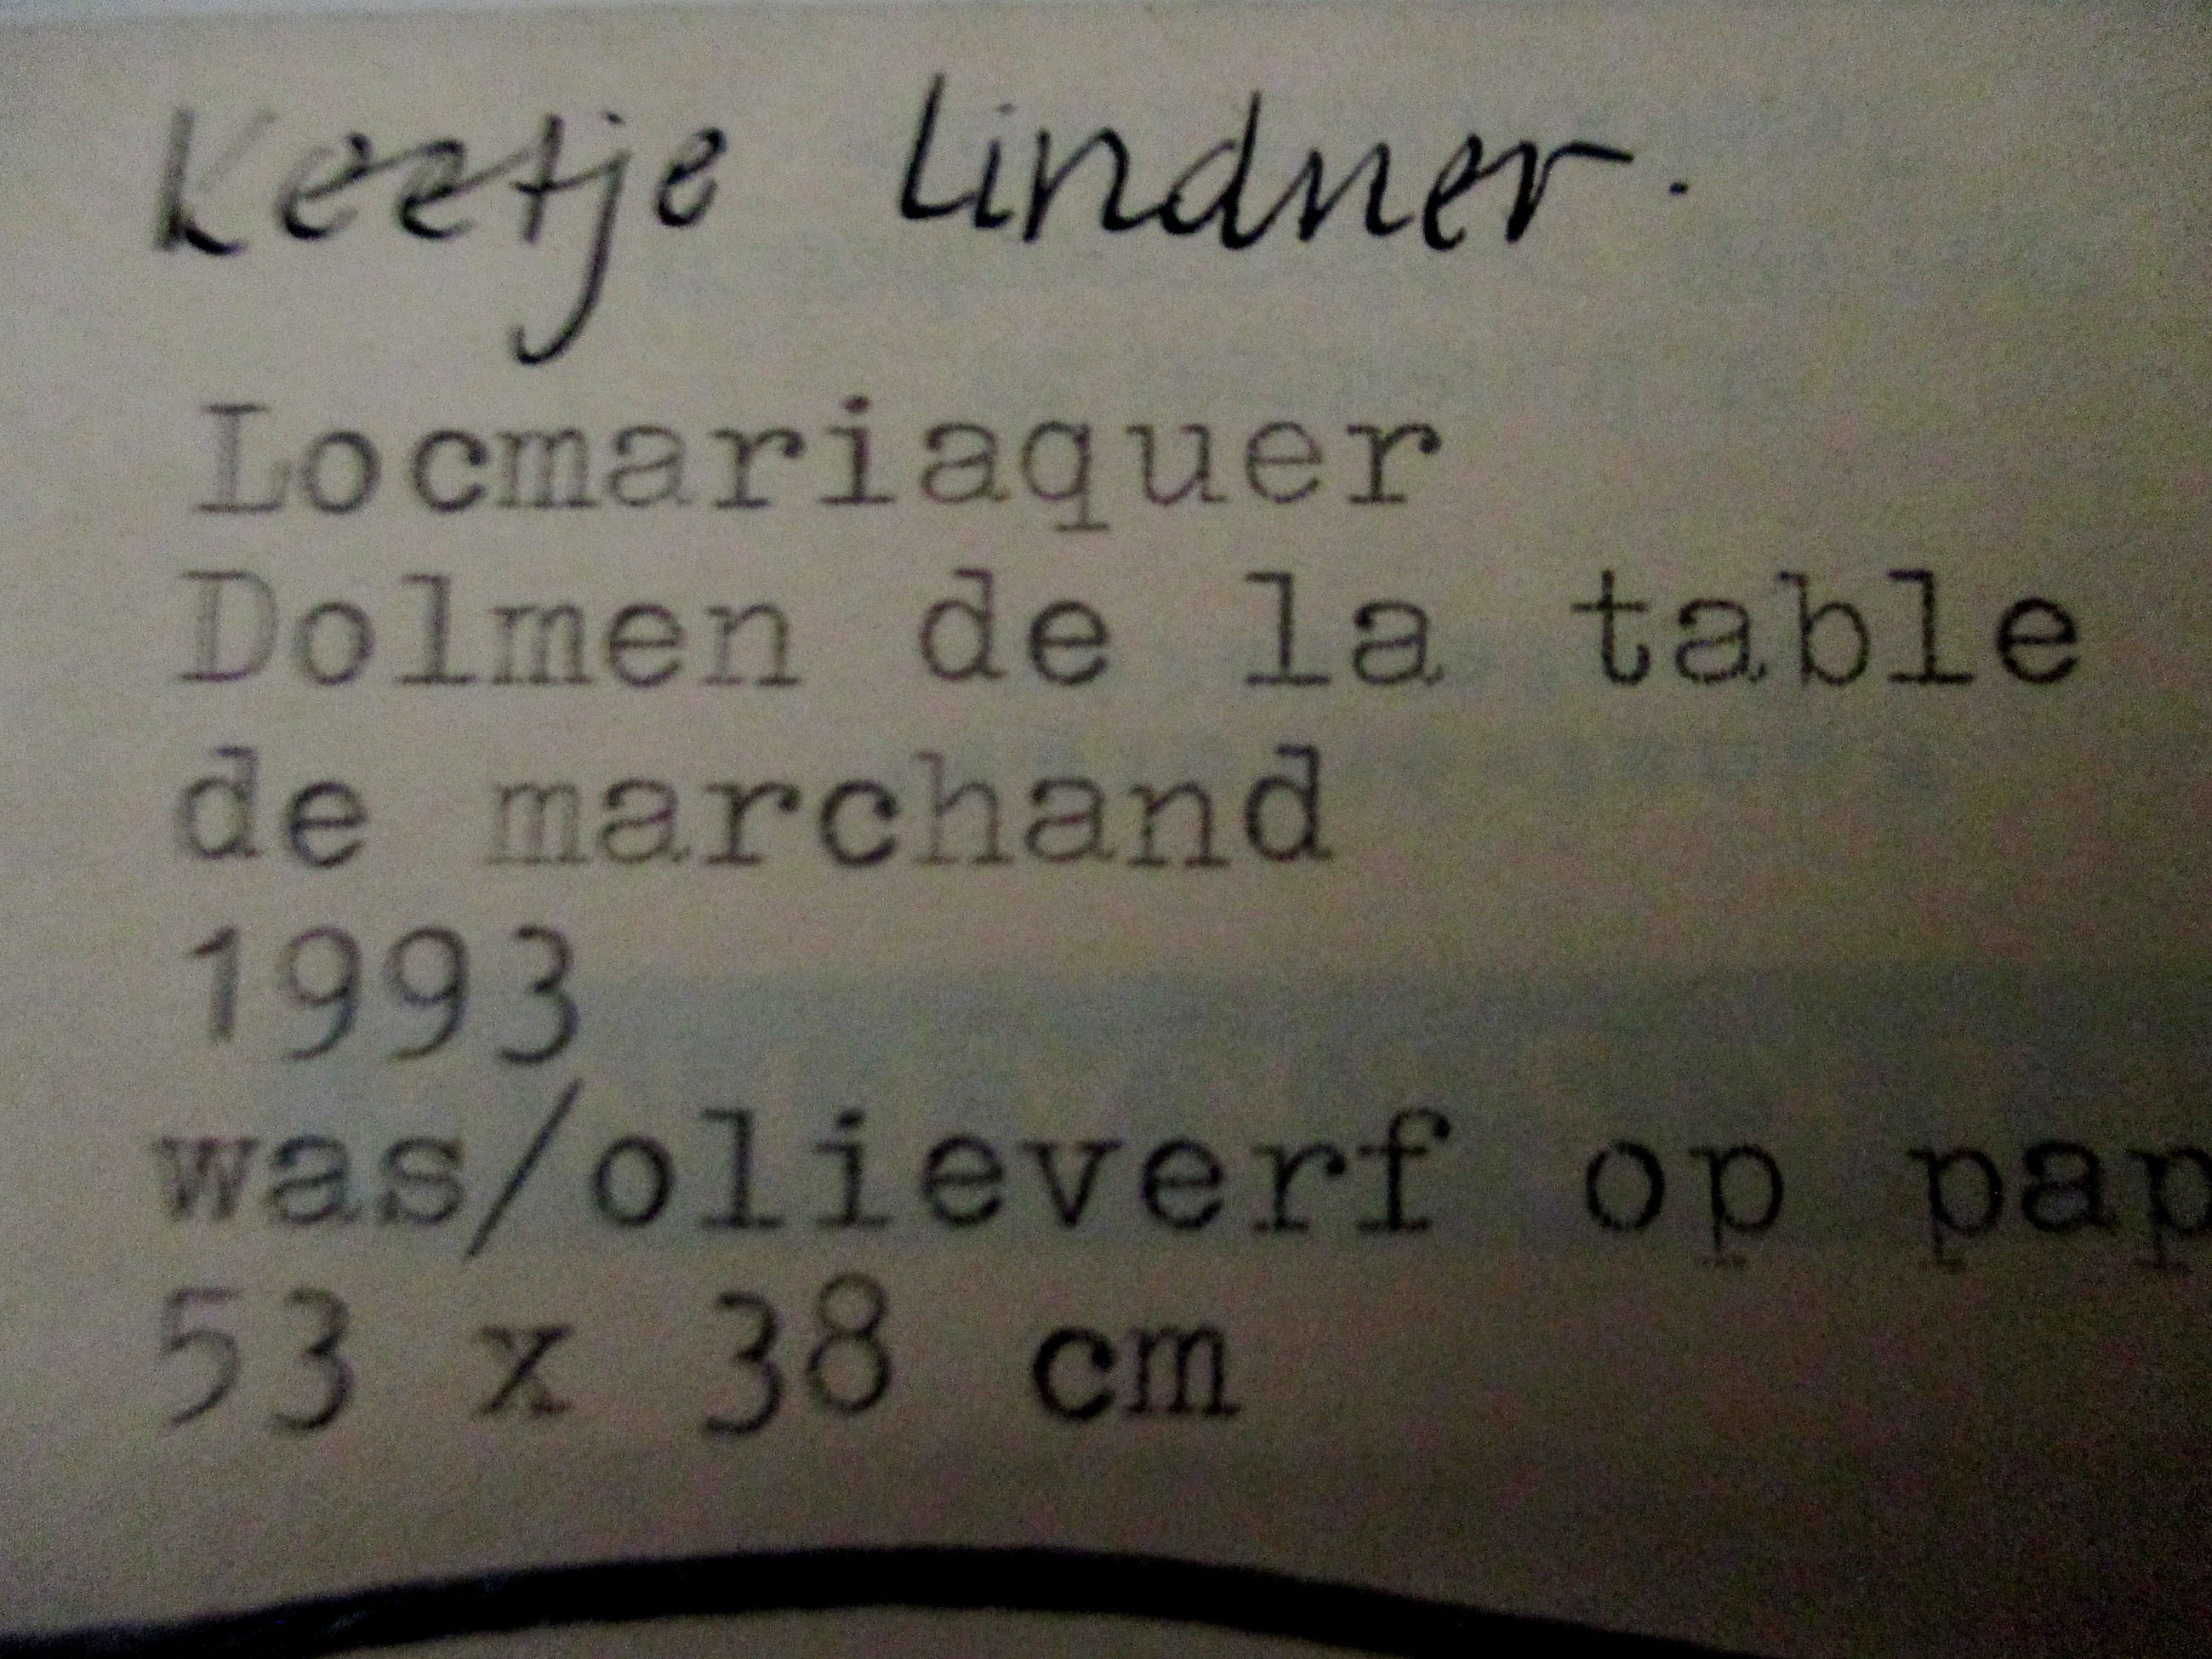 Keetje Lindner.
Locmariaquer
Dolmen de la table
de marchand
1993
was/olieverf op pap
53 x 38 cm